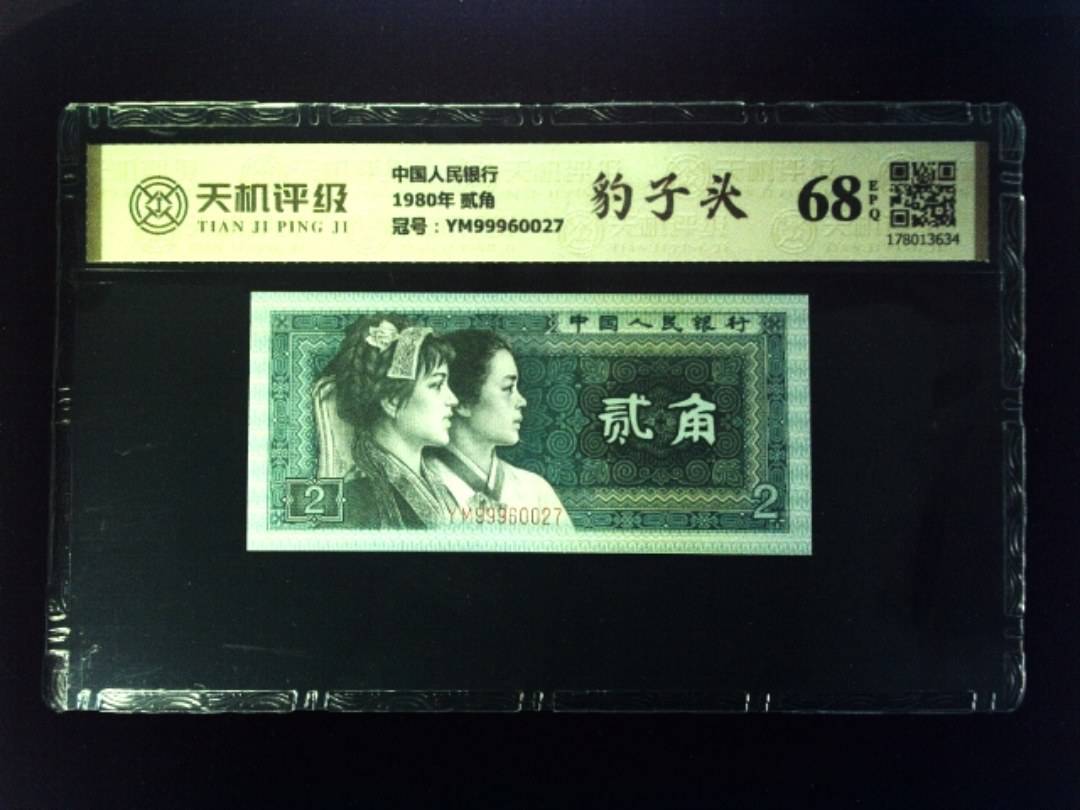 天机评级
TIAN JI PING JI
中国人民银行
1980年 贰角
冠号：YM99960027
豹子头
68
EPQ
178013634
中国人民银行
贰角
2
2
YM99960027